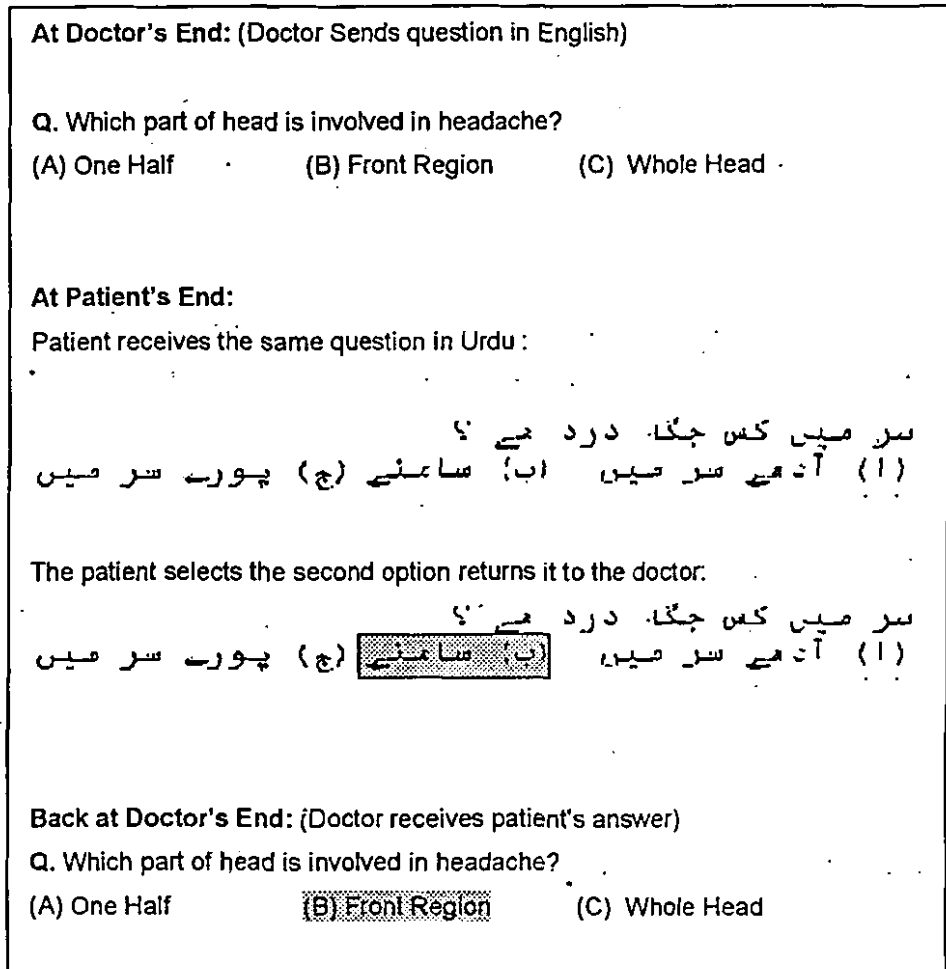 At Doctor's End: (Doctor Sends question in English)
Q. Which part of head is involved in headache?
(A) One Half (B) Front Region (C) Whole Head
At Patient's End:
Patient receives the same question in Urdu :
سر میں کس جگہ درد ہے ؟
(ا) آدھے سر میں (ب) سامنے (ج) پورے سر میں
The patient selects the second option returns it to the doctor:
سر میں کس جگہ درد ہے ؟
(ا) آدھے سر میں (ب) سامنے (ج) پورے سر میں
Back at Doctor's End: (Doctor receives patient's answer)
Q. Which part of head is involved in headache?
(A) One Half (B) Front Region (C) Whole Head